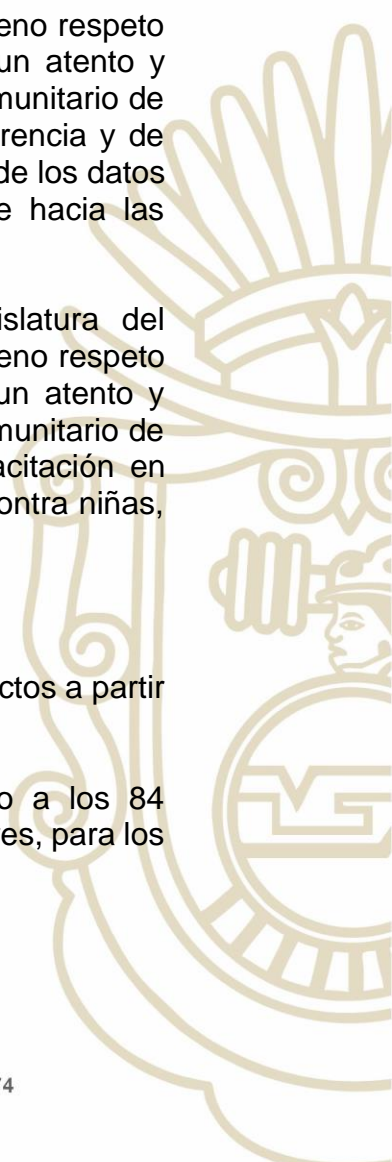 eno respeto
un atento y
munitario de
rencia y de
de los datos
e hacia las
islatura del
eno respeto
un atento y
munitario de
acitación en
ontra niñas,
ctos a partir
o a los 84
es, para los
74